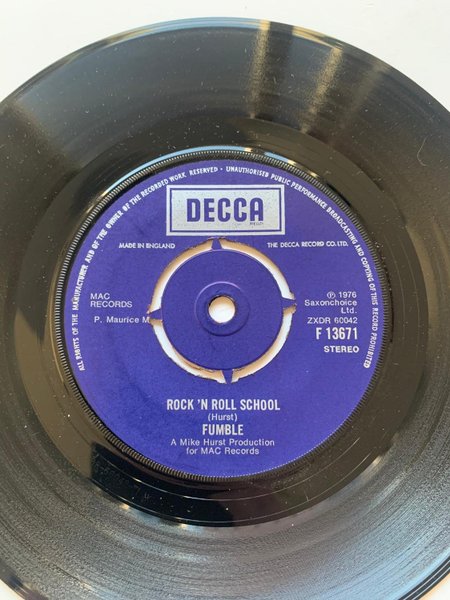 ALL RIGHTS OF THE MANUFACTURER AND OF THE OWNER OF THE RECORDED WORK RESERVED · UNAUTHORISED PUBLIC PERFORMANCE BROADCASTING AND COPYING OF THIS RECORD PROHIBITED
DECCA
MADE IN ENGLAND
THE DECCA RECORD CO. LTD.
MAC
RECORDS
P. Maurice M
℗ 1976
Saxonchoice
Ltd.
ZXDR 60042
F 13671
STEREO
ROCK 'N ROLL SCHOOL
(Hurst)
FUMBLE
A Mike Hurst Production
for MAC Records